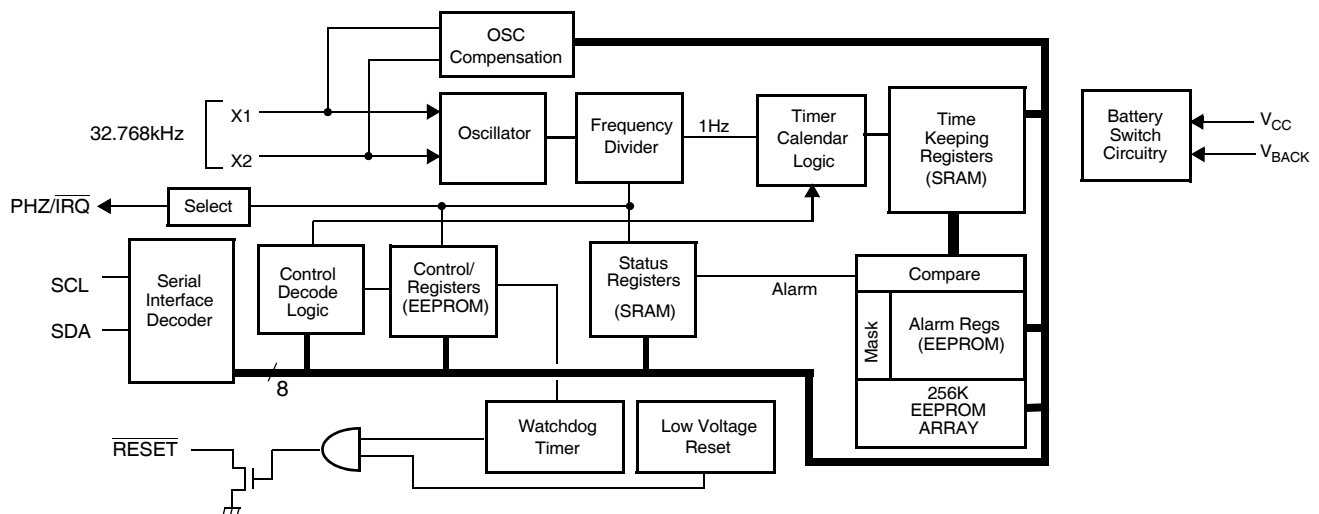 OSC
Compensation
32.768kHz
X1
X2
Oscillator
Frequency
Divider
1Hz
Timer
Calendar
Logic
Time
Keeping
Registers
(SRAM)
Battery
Switch
Circuitry
VCC
VBACK
PHZ/IRQ
Select
SCL
SDA
Serial
Interface
Decoder
Control
Decode
Logic
Control/
Registers
(EEPROM)
Status
Registers
(SRAM)
Alarm
Compare
Mask
Alarm Regs
(EEPROM)
256K
EEPROM
ARRAY
8
RESET
Watchdog
Timer
Low Voltage
Reset